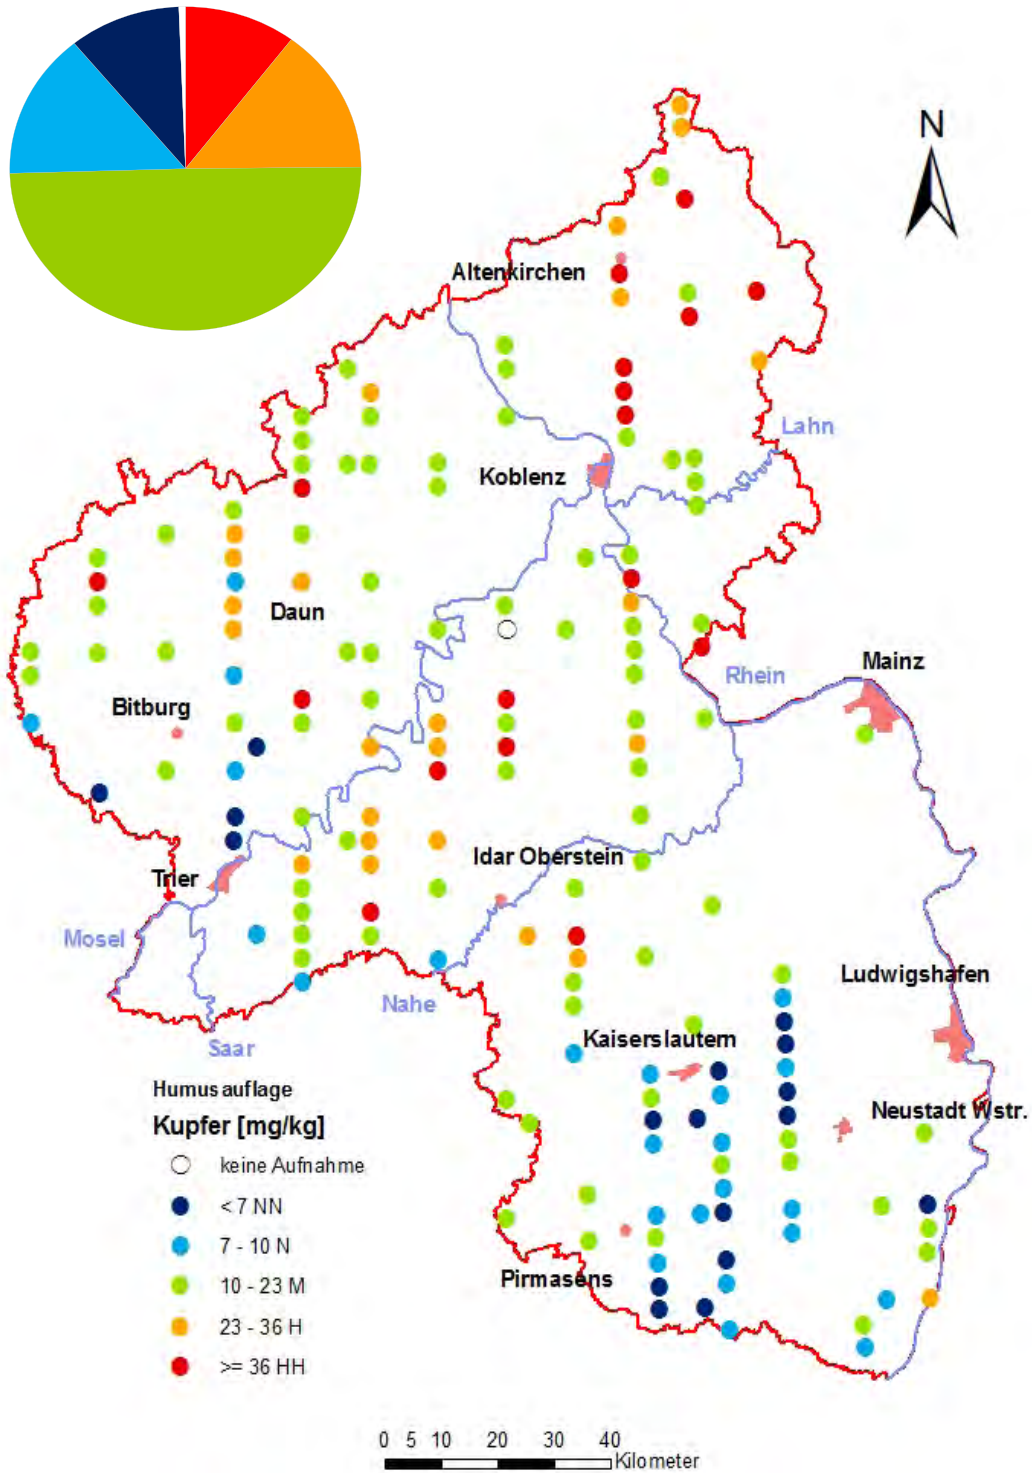 N
Altenkirchen
Lahn
Koblenz
Daun
Mainz
Rhein
Bitburg
Idar Oberstein
Trier
Mosel
Ludwigshafen
Nahe
Kaiserslautern
Saar
Humusauflage
Kupfer [mg/kg]
Neustadt Wstr.
keine Aufnahme
< 7 NN
7 - 10 N
10 - 23 M
Pirmasens
23 - 36 H
>= 36 HH
0 5 10 20 30 40
Kilometer